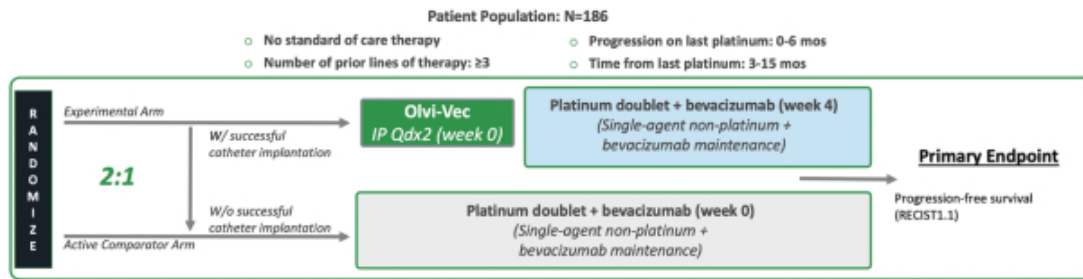 Patient Population: N=186
○ No standard of care therapy
○ Number of prior lines of therapy: ≥3
○ Progression on last platinum: 0-6 mos
○ Time from last platinum: 3-15 mos
RANDOMIZE
Experimental Arm
2:1
W/ successful
catheter implantation
Olvi-Vec
IP Qdx2 (week 0)
Platinum doublet + bevacizumab (week 4)
(Single-agent non-platinum +
bevacizumab maintenance)
W/o successful
catheter implantation
Active Comparator Arm
Platinum doublet + bevacizumab (week 0)
(Single-agent non-platinum +
bevacizumab maintenance)
Primary Endpoint
Progression-free survival
(RECIST1.1)